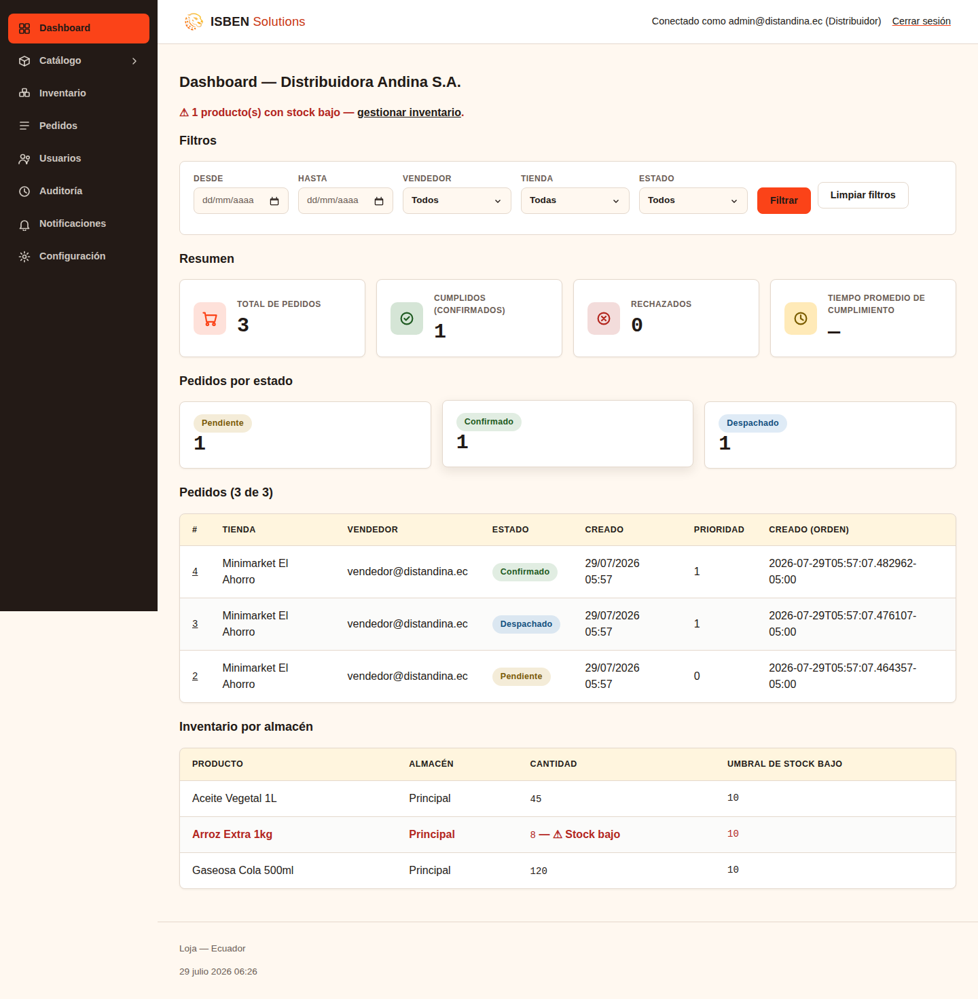 Dashboard
Catálogo
Inventario
Pedidos
Usuarios
Auditoría
Notificaciones
Configuración
ISBEN Solutions
Conectado como admin@distandina.ec (Distribuidor) Cerrar sesión
Dashboard — Distribuidora Andina S.A.
⚠ 1 producto(s) con stock bajo — gestionar inventario.
Filtros
DESDE HASTA VENDEDOR TIENDA ESTADO
dd/mm/aaaa dd/mm/aaaa Todos Todas Todos Filtrar Limpiar filtros
Resumen
TOTAL DE PEDIDOS
3
CUMPLIDOS
(CONFIRMADOS)
1
RECHAZADOS
0
TIEMPO PROMEDIO DE
CUMPLIMIENTO
—
Pedidos por estado
Pendiente
1
Confirmado
1
Despachado
1
Pedidos (3 de 3)
# TIENDA VENDEDOR ESTADO CREADO PRIORIDAD CREADO (ORDEN)
4 Minimarket El Ahorro vendedor@distandina.ec Confirmado 29/07/2026 05:57 1 2026-07-29T05:57:07.482962-05:00
3 Minimarket El Ahorro vendedor@distandina.ec Despachado 29/07/2026 05:57 1 2026-07-29T05:57:07.476107-05:00
2 Minimarket El Ahorro vendedor@distandina.ec Pendiente 29/07/2026 05:57 0 2026-07-29T05:57:07.464357-05:00
Inventario por almacén
PRODUCTO ALMACÉN CANTIDAD UMBRAL DE STOCK BAJO
Aceite Vegetal 1L Principal 45 10
Arroz Extra 1kg Principal 8 — ⚠ Stock bajo 10
Gaseosa Cola 500ml Principal 120 10
Loja — Ecuador
29 julio 2026 06:26